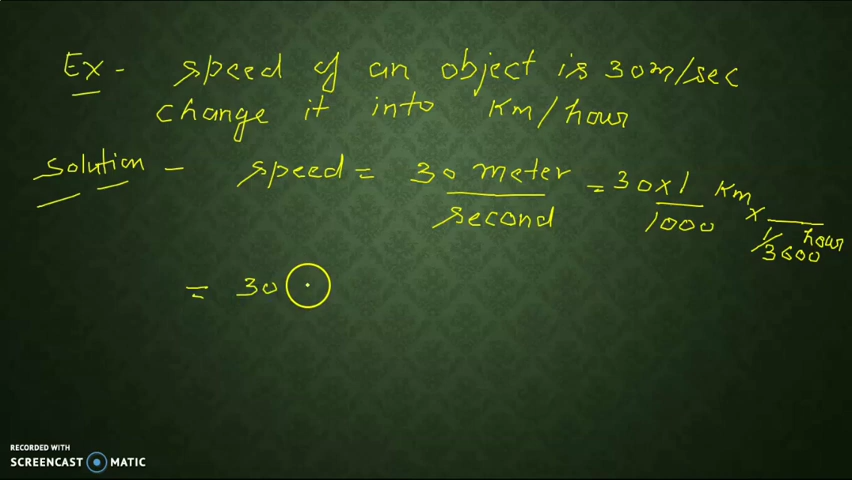 Ex - speed of an object is 30m/sec
change it into Km/hour
Solution - speed = 30 meter / second = 30 x 1 / 1000 Km x 1/3600 hour
= 30
RECORDED WITH
SCREENCAST MATIC